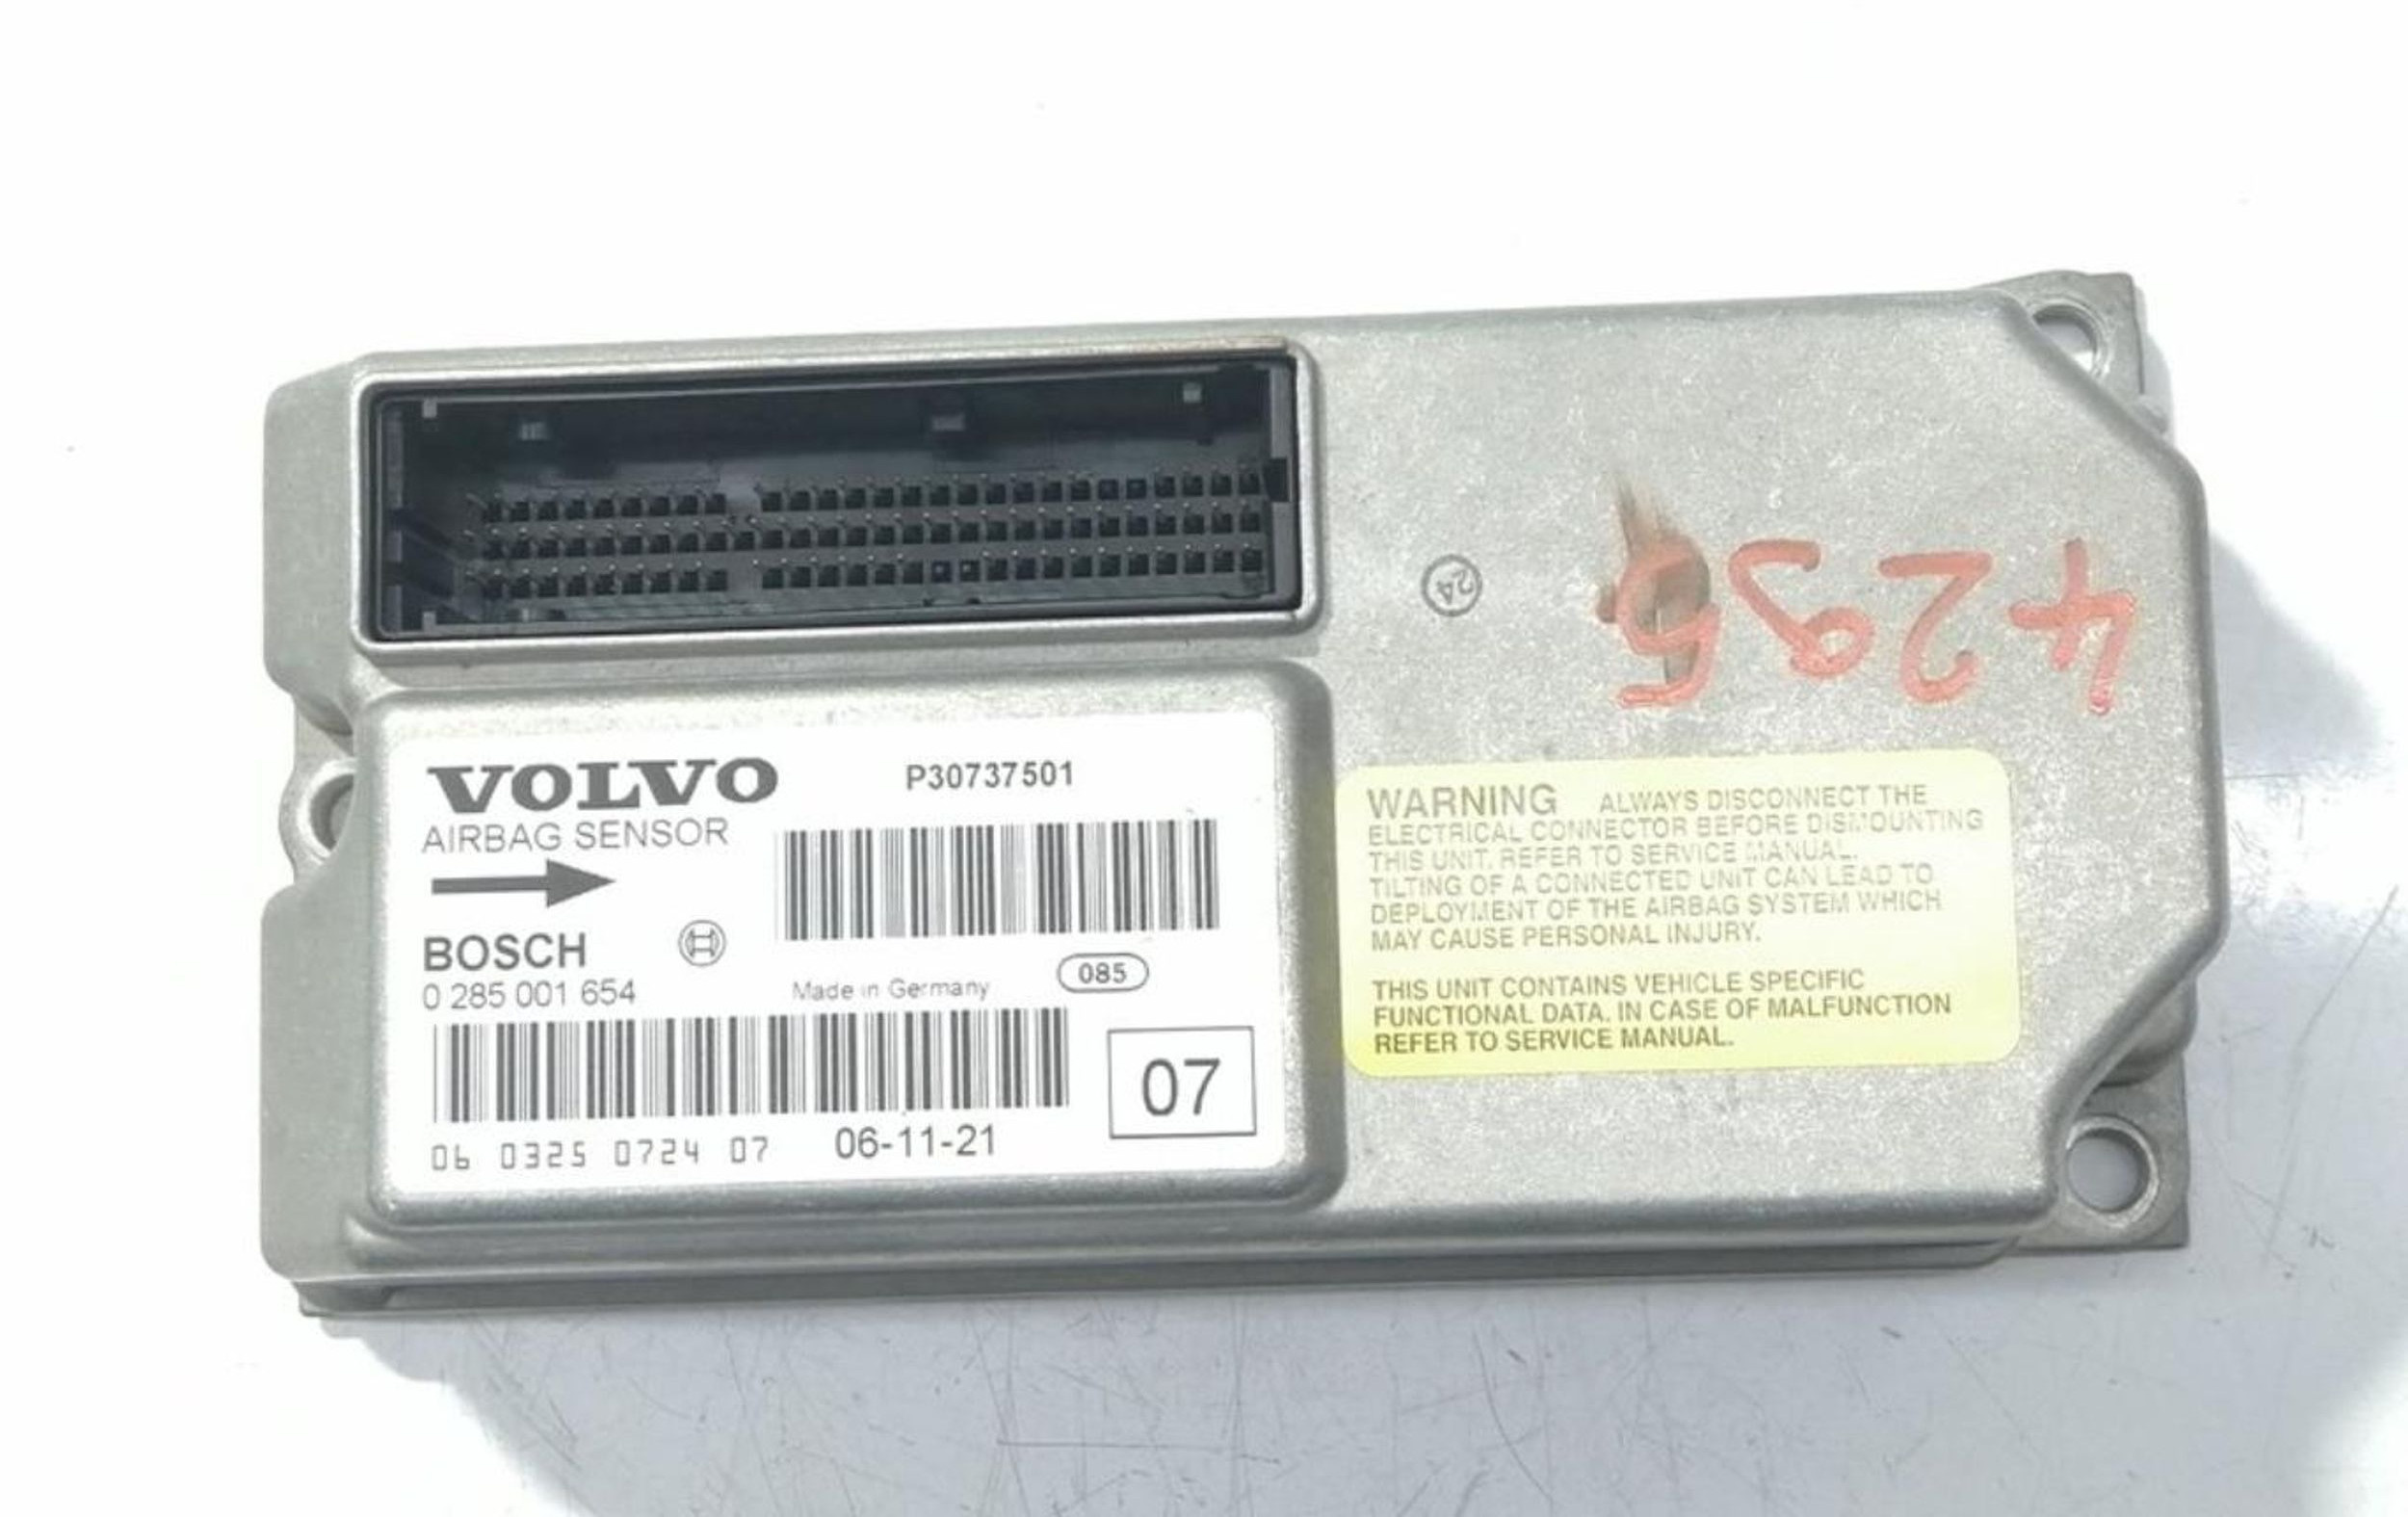 4295
24
VOLVO
P30737501
AIRBAG SENSOR
BOSCH
0 285 001 654
Made in Germany
085
07
06 0325 0724 07
06-11-21
WARNING ALWAYS DISCONNECT THE
ELECTRICAL CONNECTOR BEFORE DISMOUNTING
THIS UNIT. REFER TO SERVICE MANUAL.
TILTING OF A CONNECTED UNIT CAN LEAD TO
DEPLOYMENT OF THE AIRBAG SYSTEM WHICH
MAY CAUSE PERSONAL INJURY.
THIS UNIT CONTAINS VEHICLE SPECIFIC
FUNCTIONAL DATA. IN CASE OF MALFUNCTION
REFER TO SERVICE MANUAL.